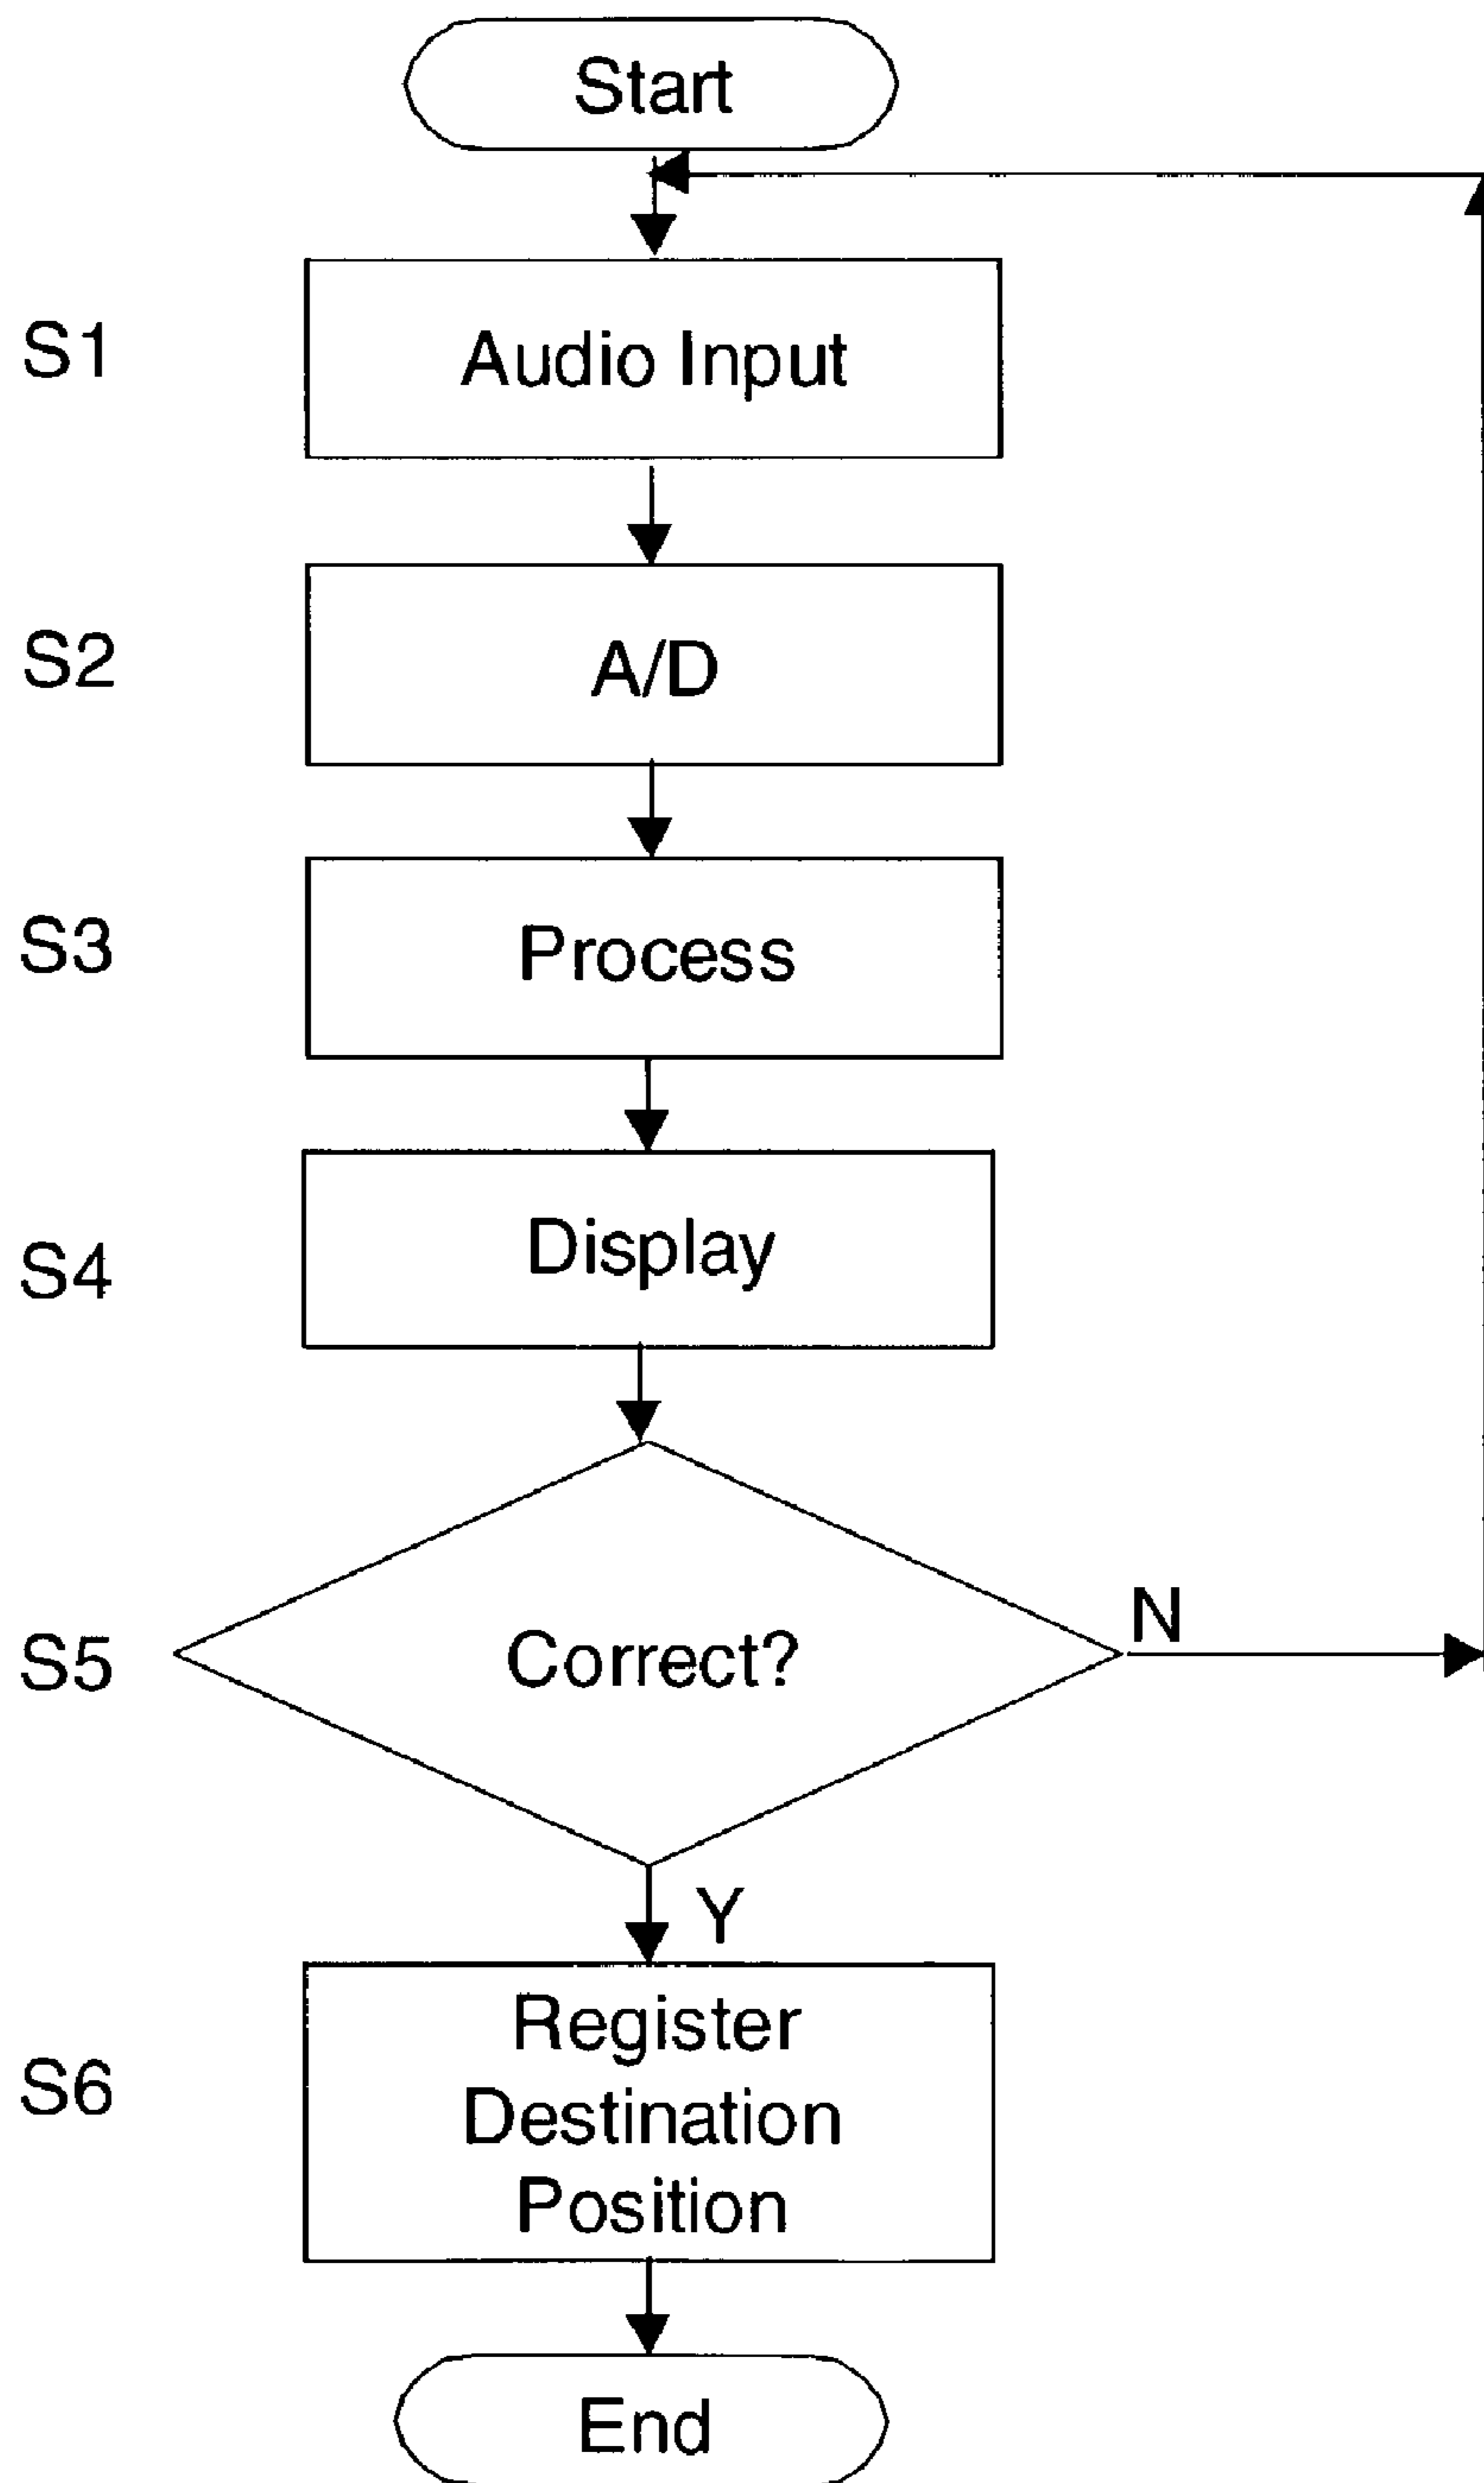 Start
S1
Audio Input
S2
A/D
S3
Process
S4
Display
S5
Correct?
N
Y
S6
Register
Destination
Position
End